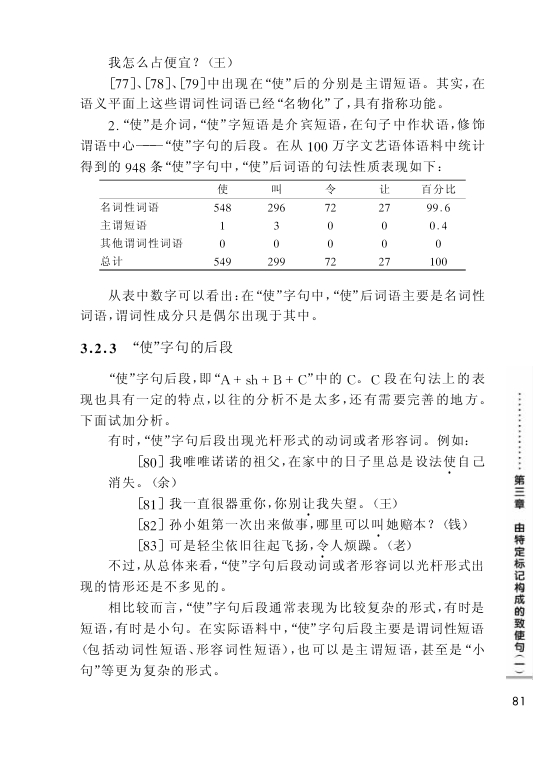 我怎么占便宜？（王）
[77]、[78]、[79]中出现在“使”后的分别是主谓短语。其实,在
语义平面上这些谓词性词语已经“名物化”了,具有指称功能。
2.“使”是介词,“使”字短语是介宾短语,在句子中作状语,修饰
谓语中心——“使”字句的后段。在从 100 万字文艺语体语料中统计
得到的 948 条“使”字句中,“使”后词语的句法性质表现如下：
使 叫 令 让 百分比
名词性词语 548 296 72 27 99.6
主谓短语 1 3 0 0 0.4
其他谓词性词语 0 0 0 0 0
总计 549 299 72 27 100
从表中数字可以看出：在“使”字句中,“使”后词语主要是名词性
词语,谓词性成分只是偶尔出现于其中。
3.2.3 “使”字句的后段
“使”字句后段,即“A + sh + B + C”中的 C。C 段在句法上的表
现也具有一定的特点,以往的分析不是太多,还有需要完善的地方。
下面试加分析。
有时,“使”字句后段出现光杆形式的动词或者形容词。例如：
[80] 我唯唯诺诺的祖父,在家中的日子里总是设法使自己
消失。（余）
[81] 我一直很器重你,你别让我失望。（王）
[82] 孙小姐第一次出来做事,哪里可以叫她赔本？（钱）
[83] 可是轻尘依旧往起飞扬,令人烦躁。（老）
不过,从总体来看,“使”字句后段动词或者形容词以光杆形式出
现的情形还是不多见的。
相比较而言,“使”字句后段通常表现为比较复杂的形式,有时是
短语,有时是小句。在实际语料中,“使”字句后段主要是谓词性短语
（包括动词性短语、形容词性短语）,也可以是主谓短语,甚至是“小
句”等更为复杂的形式。
第三章 由特定标记构成的致使句（一）
81